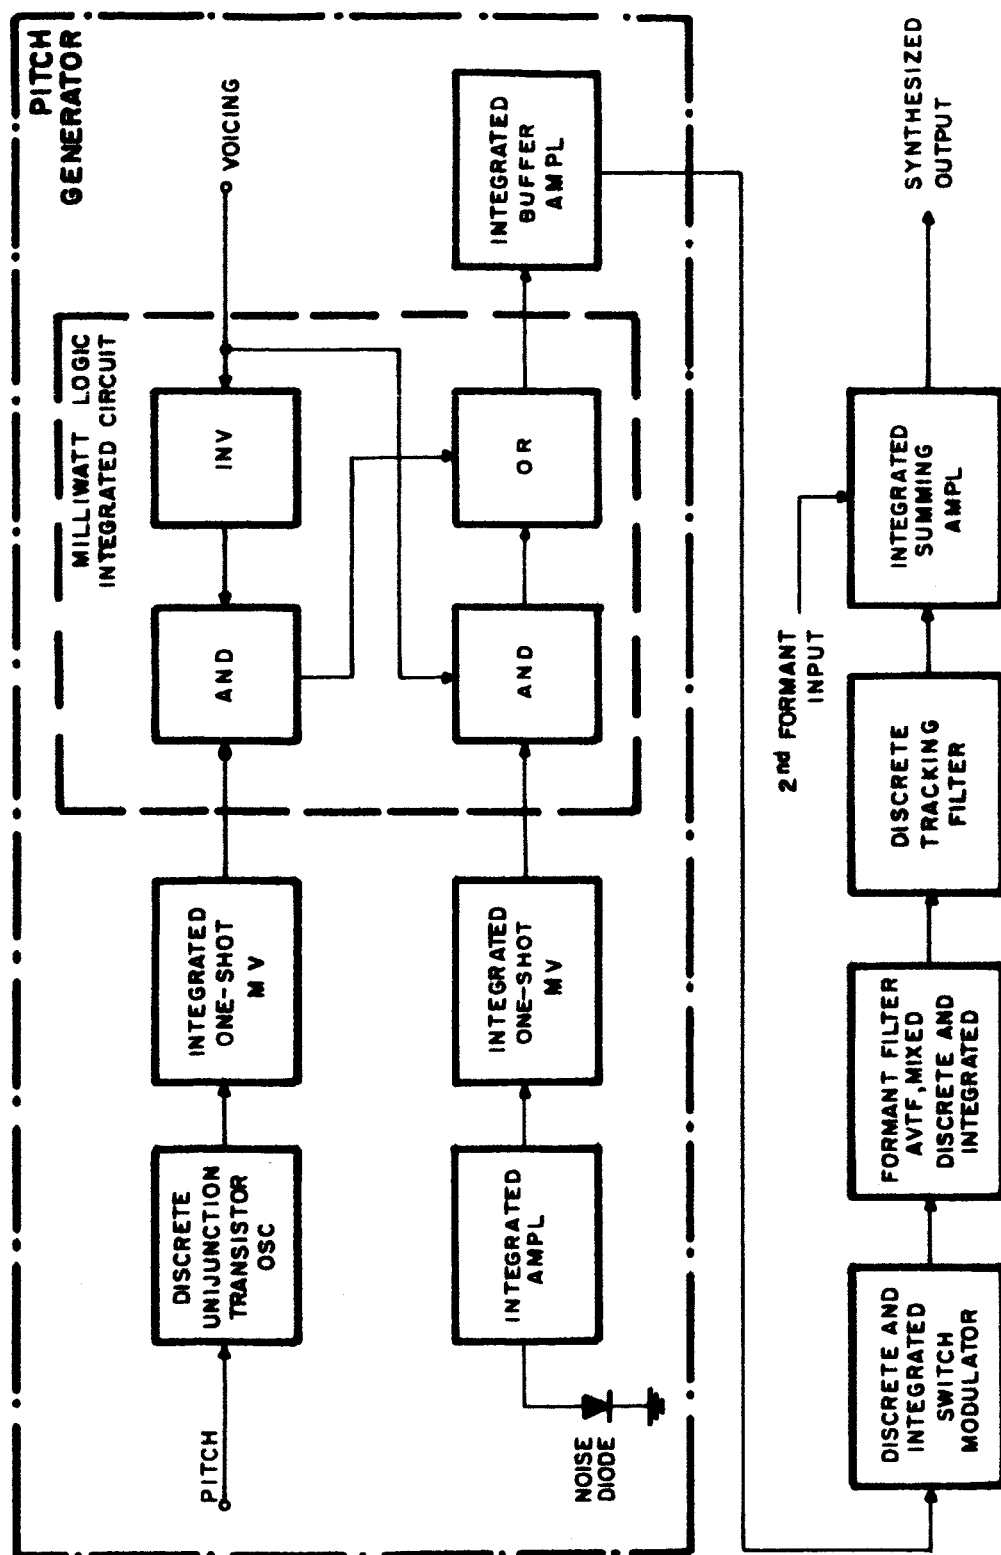 PITCH
GENERATOR
MILLIWATT LOGIC
INTEGRATED CIRCUIT
PITCH
DISCRETE
UNIJUNCTION
TRANSISTOR
OSC
INTEGRATED
ONE-SHOT
MV
AND
INV
VOICING
NOISE
DIODE
INTEGRATED
AMPL
INTEGRATED
ONE-SHOT
MV
AND
OR
INTEGRATED
BUFFER
AMPL
2nd FORMANT
INPUT
DISCRETE AND
INTEGRATED
SWITCH
MODULATOR
FORMANT FILTER
AVTF, MIXED
DISCRETE AND
INTEGRATED
DISCRETE
TRACKING
FILTER
INTEGRATED
SUMMING
AMPL
SYNTHESIZED
OUTPUT